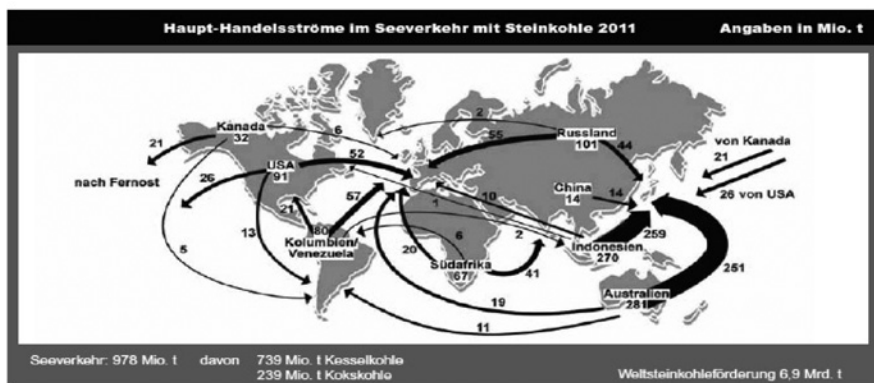 Haupt-Handelsströme im Seeverkehr mit Steinkohle 2011 Angaben in Mio. t
Kanada
32
6
2
Russland
101
55
44
von Kanada
21
26 von USA
21
nach Fernost
26
USA
91
52
China
14
14
10
1
21
80
57
Kolumbien/
Venezuela
13
5
6
2
20
Südafrika
67
41
Indonesien
270
259
251
Australien
281
19
11
Seeverkehr: 978 Mio. t davon 739 Mio. t Kesselkohle
239 Mio. t Kokskohle
Weltsteinkohleförderung 6,9 Mrd. t